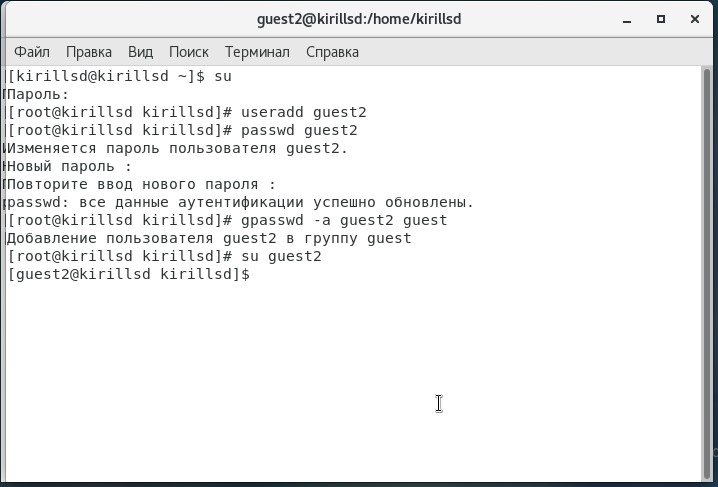 guest2@kirillsd:/home/kirillsd
Файл Правка Вид Поиск Терминал Справка
[kirillsd@kirillsd ~]$ su
Пароль:
[root@kirillsd kirillsd]# useradd guest2
[root@kirillsd kirillsd]# passwd guest2
Изменяется пароль пользователя guest2.
Новый пароль :
Повторите ввод нового пароля :
passwd: все данные аутентификации успешно обновлены.
[root@kirillsd kirillsd]# gpasswd -a guest2 guest
Добавление пользователя guest2 в группу guest
[root@kirillsd kirillsd]# su guest2
[guest2@kirillsd kirillsd]$